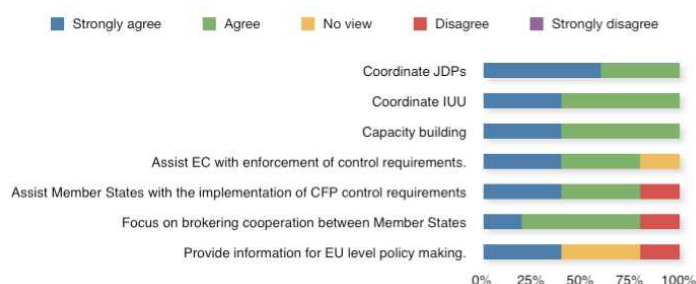 Strongly agree Agree No view Disagree Strongly disagree
Coordinate JDPs
Coordinate IUU
Capacity building
Assist EC with enforcement of control requirements.
Assist Member States with the implementation of CFP control requirements
Focus on brokering cooperation between Member States
Provide information for EU level policy making.
0% 25% 50% 75% 100%